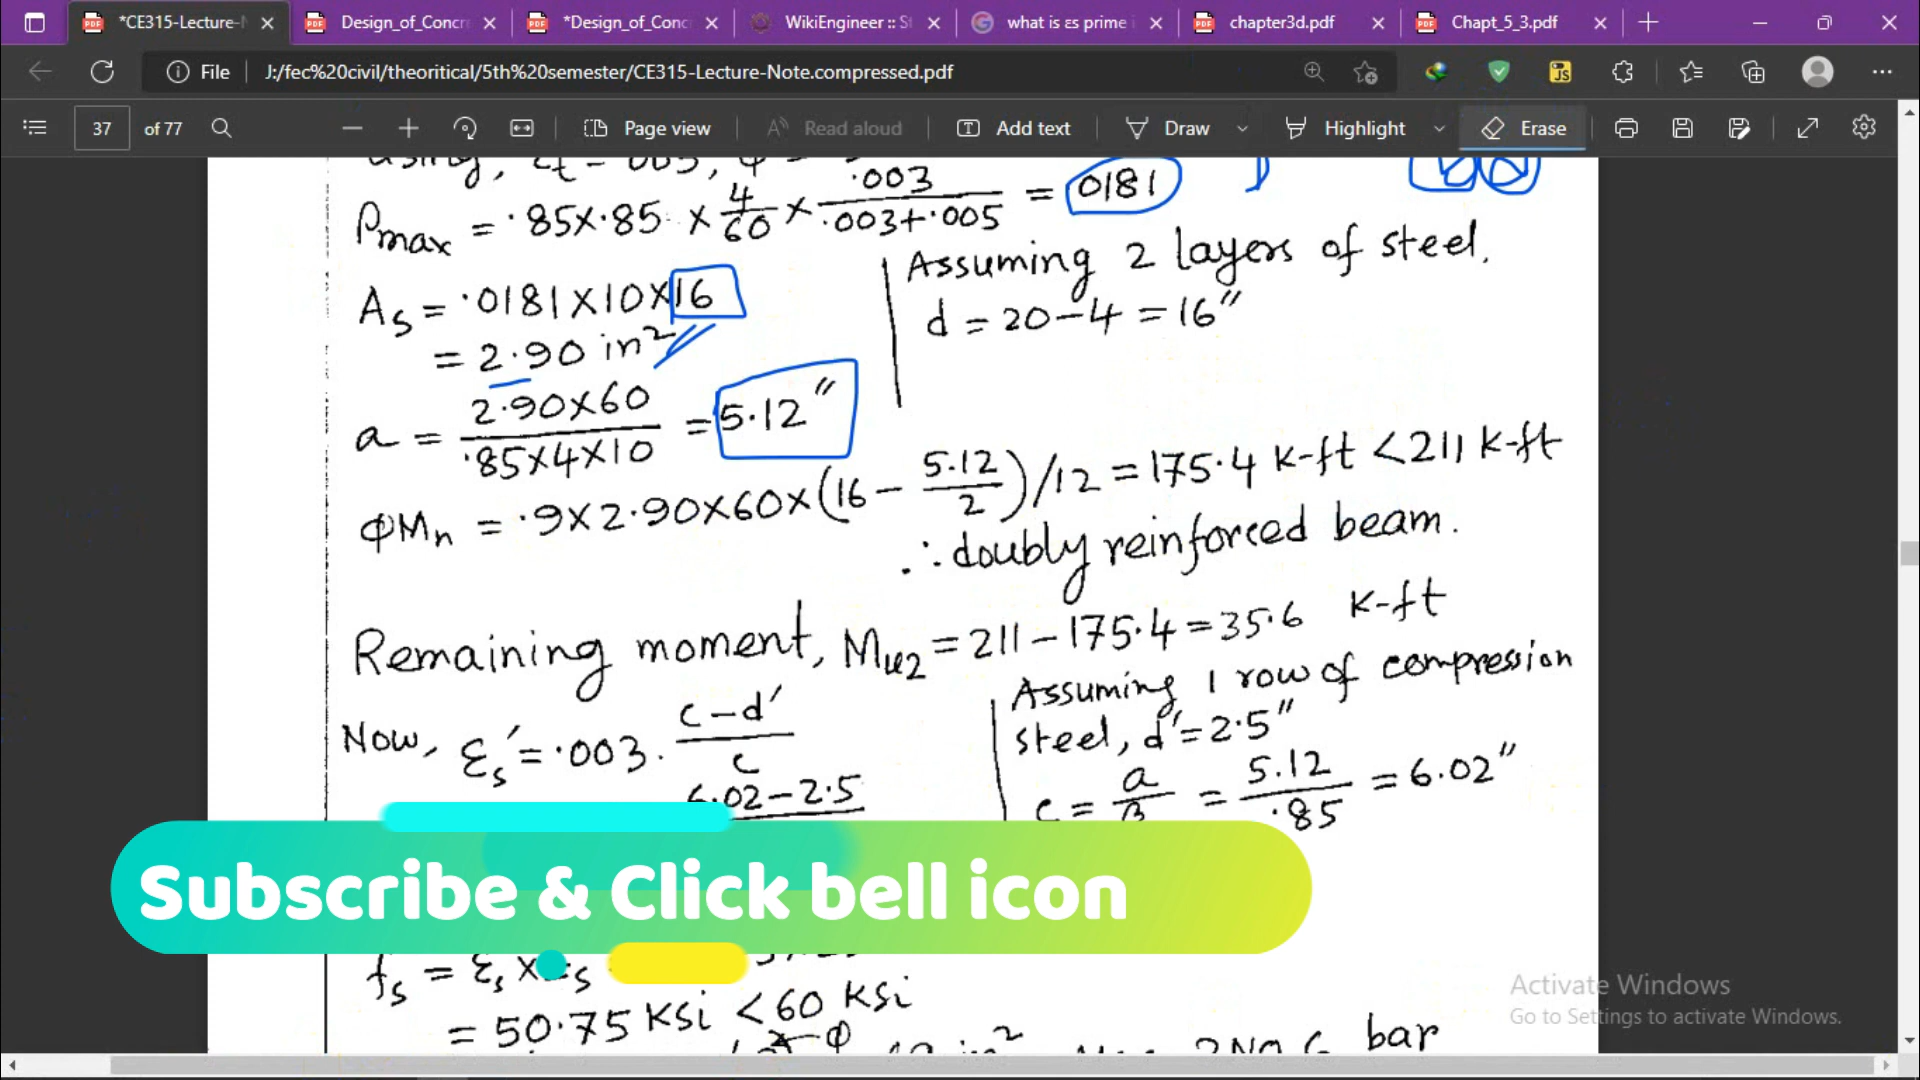 *CE315-Lecture-N
Design_of_Concre
*Design_of_Conc
WikiEngineer :: St
what is εs prime i
chapter3d.pdf
Chapt_5_3.pdf
File
J:/fec%20civil/theoritical/5th%20semester/CE315-Lecture-Note.compressed.pdf
37 of 77
Page view
Read aloud
Add text
Draw
Highlight
Erase
.003
ρmax = .85×.85 × 4/60 × .003/(.003+.005) = 0181
Assuming 2 layers of steel.
As = .0181×10×16
d = 20-4 = 16"
= 2.90 in²
a = 2.90×60/(.85×4×10) = 5.12"
φMn = .9×2.90×60×(16 - 5.12/2)/12 = 175.4 K-ft < 211 K-ft
∴ doubly reinforced beam.
Remaining moment, Mu2 = 211-175.4 = 35.6 K-ft
Assuming 1 row of compression
steel, d' = 2.5"
Now, εs' = .003. (c-d')/c
c = a/β = 5.12/.85 = 6.02"
6.02-2.5
Subscribe & Click bell icon
= 50.75 Ksi < 60 Ksi
bar
Activate Windows
Go to Settings to activate Windows.